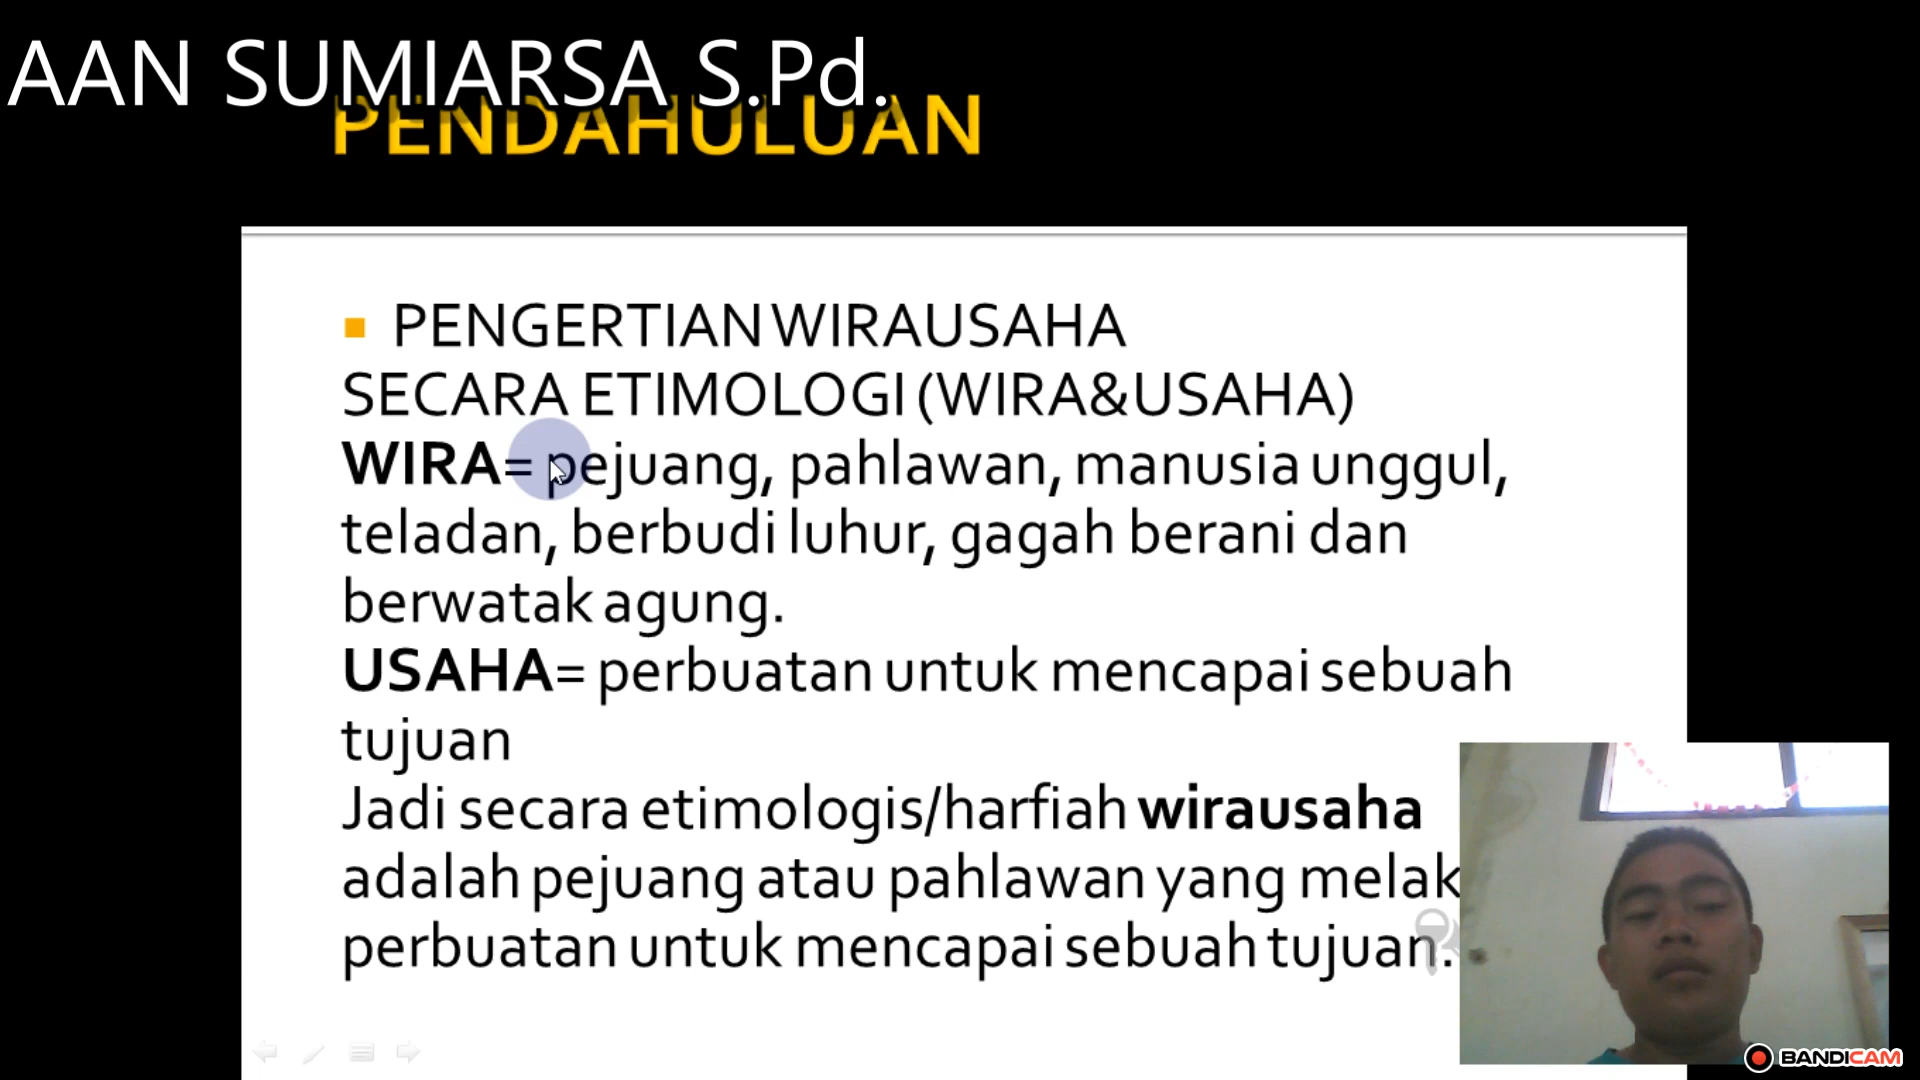 AAN SUMIARSA S.Pd.
PENDAHULUAN
PENGERTIAN WIRAUSAHA
SECARA ETIMOLOGI (WIRA&USAHA)
WIRA= pejuang, pahlawan, manusia unggul,
teladan, berbudi luhur, gagah berani dan
berwatak agung.
USAHA= perbuatan untuk mencapai sebuah
tujuan
Jadi secara etimologis/harfiah wirausaha
adalah pejuang atau pahlawan yang melak
perbuatan untuk mencapai sebuah tujuan.
BANDICAM